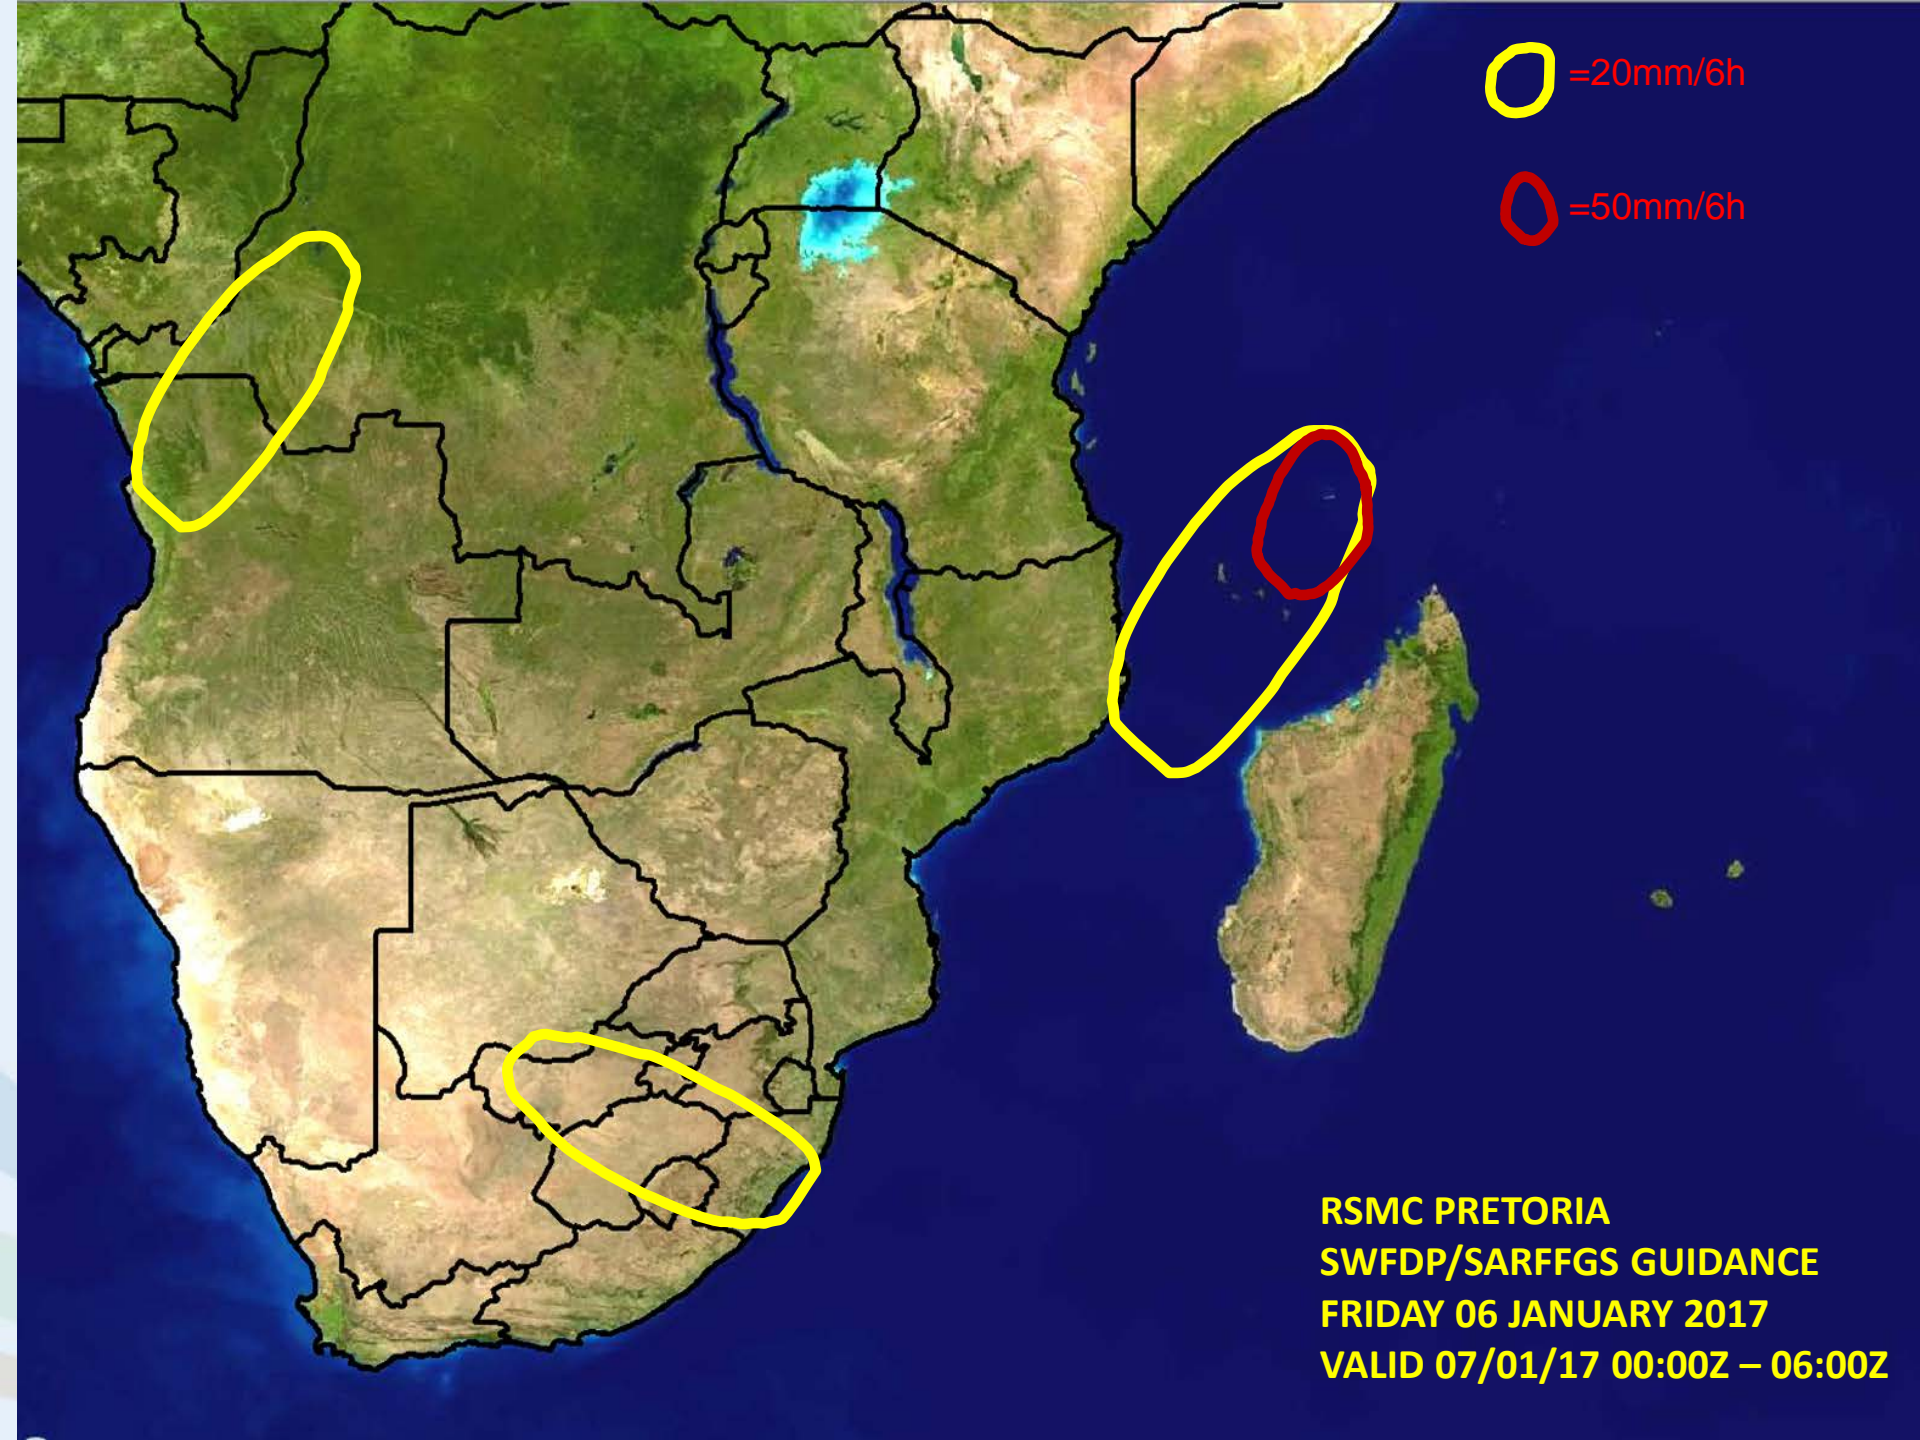 =20mm/6h
=50mm/6h
RSMC PRETORIA
SWFDP/SARFFGS GUIDANCE
FRIDAY 06 JANUARY 2017
VALID 07/01/17 00:00Z – 06:00Z